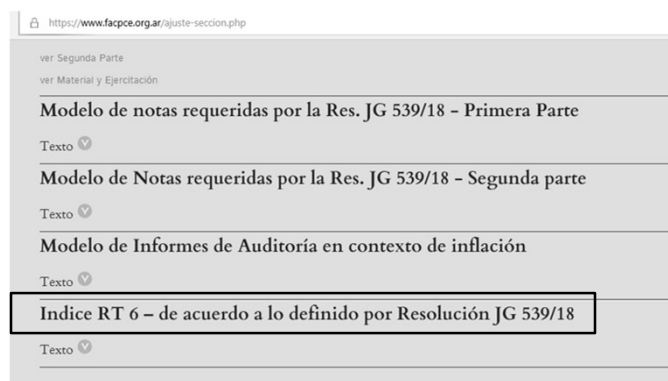 https://www.facpce.org.ar/ajuste-seccion.php
ver Segunda Parte
ver Material y Ejercitación
Modelo de notas requeridas por la Res. JG 539/18 - Primera Parte
Texto
Modelo de Notas requeridas por la Res. JG 539/18 - Segunda parte
Texto
Modelo de Informes de Auditoría en contexto de inflación
Texto
Indice RT 6 – de acuerdo a lo definido por Resolución JG 539/18
Texto